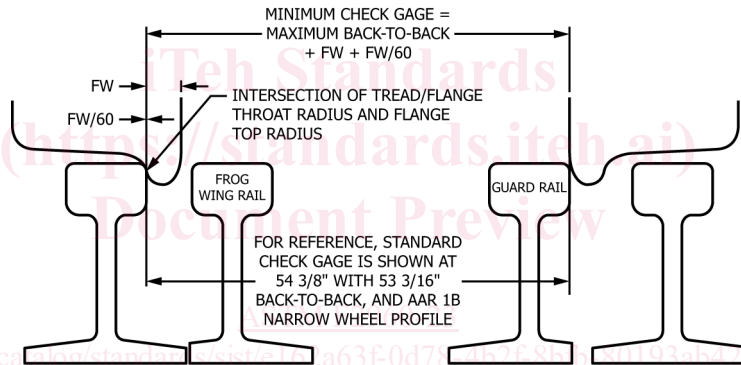 MINIMUM CHECK GAGE =
MAXIMUM BACK-TO-BACK
+ FW + FW/60
iTeh Standards
FW
INTERSECTION OF TREAD/FLANGE
THROAT RADIUS AND FLANGE
TOP RADIUS
FW/60
(https://standards.iteh.ai)
FROG
WING RAIL
GUARD RAIL
Document Preview
FOR REFERENCE, STANDARD
CHECK GAGE IS SHOWN AT
54 3/8" WITH 53 3/16"
BACK-TO-BACK, AND AAR 1B
NARROW WHEEL PROFILE